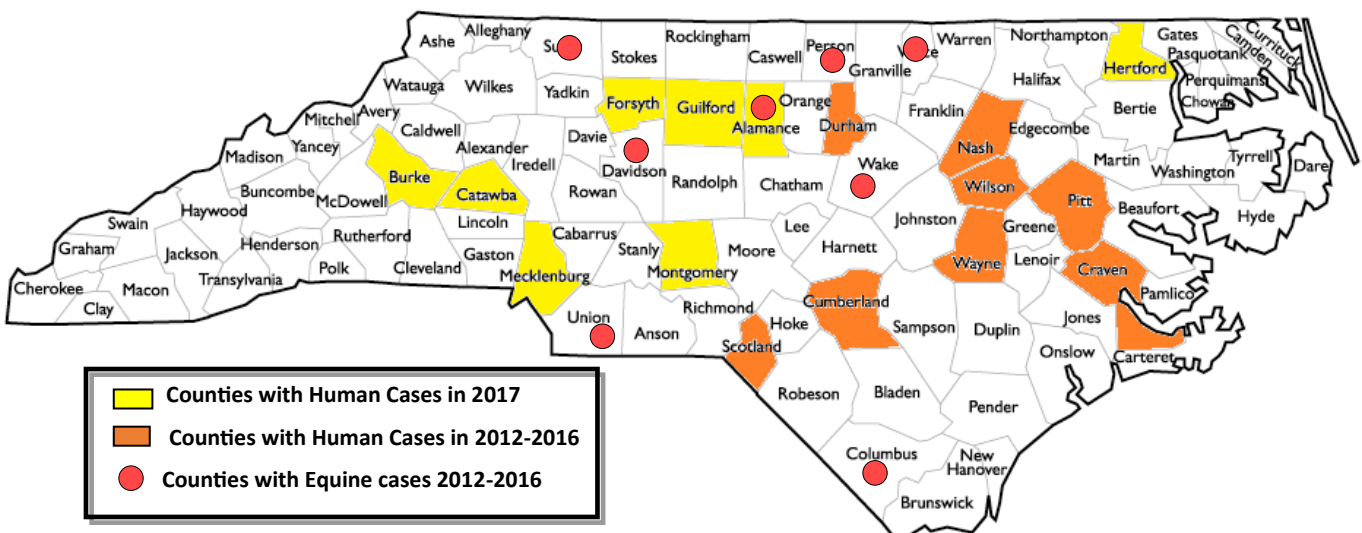 Alleghany
Ashe
Su
Stokes
Rockingham
Caswell
Person
Granville
Warren
Northampton
Gates
Pasquotank
Camden
Currituck
Hertford
Perquimans
Chowan
Halifax
Bertie
Watauga
Wilkes
Yadkin
Forsyth
Guilford
Alamance
Orange
Durham
Franklin
Nash
Edgecombe
Martin
Washington
Tyrrell
Dare
Mitchell
Avery
Yancey
Caldwell
Alexander
Iredell
Davie
Davidson
Randolph
Chatham
Wake
Wilson
Pitt
Beaufort
Hyde
Madison
Buncombe
McDowell
Burke
Catawba
Rowan
Lincoln
Cabarrus
Stanly
Montgomery
Moore
Lee
Harnett
Johnston
Greene
Wayne
Lenoir
Craven
Pamlico
Swain
Haywood
Graham
Jackson
Henderson
Rutherford
Cherokee
Macon
Clay
Transylvania
Polk
Cleveland
Gaston
Mecklenburg
Union
Anson
Richmond
Scotland
Hoke
Cumberland
Sampson
Duplin
Jones
Onslow
Carteret
Robeson
Bladen
Pender
Columbus
New
Hanover
Brunswick
Counties with Human Cases in 2017
Counties with Human Cases in 2012-2016
Counties with Equine cases 2012-2016